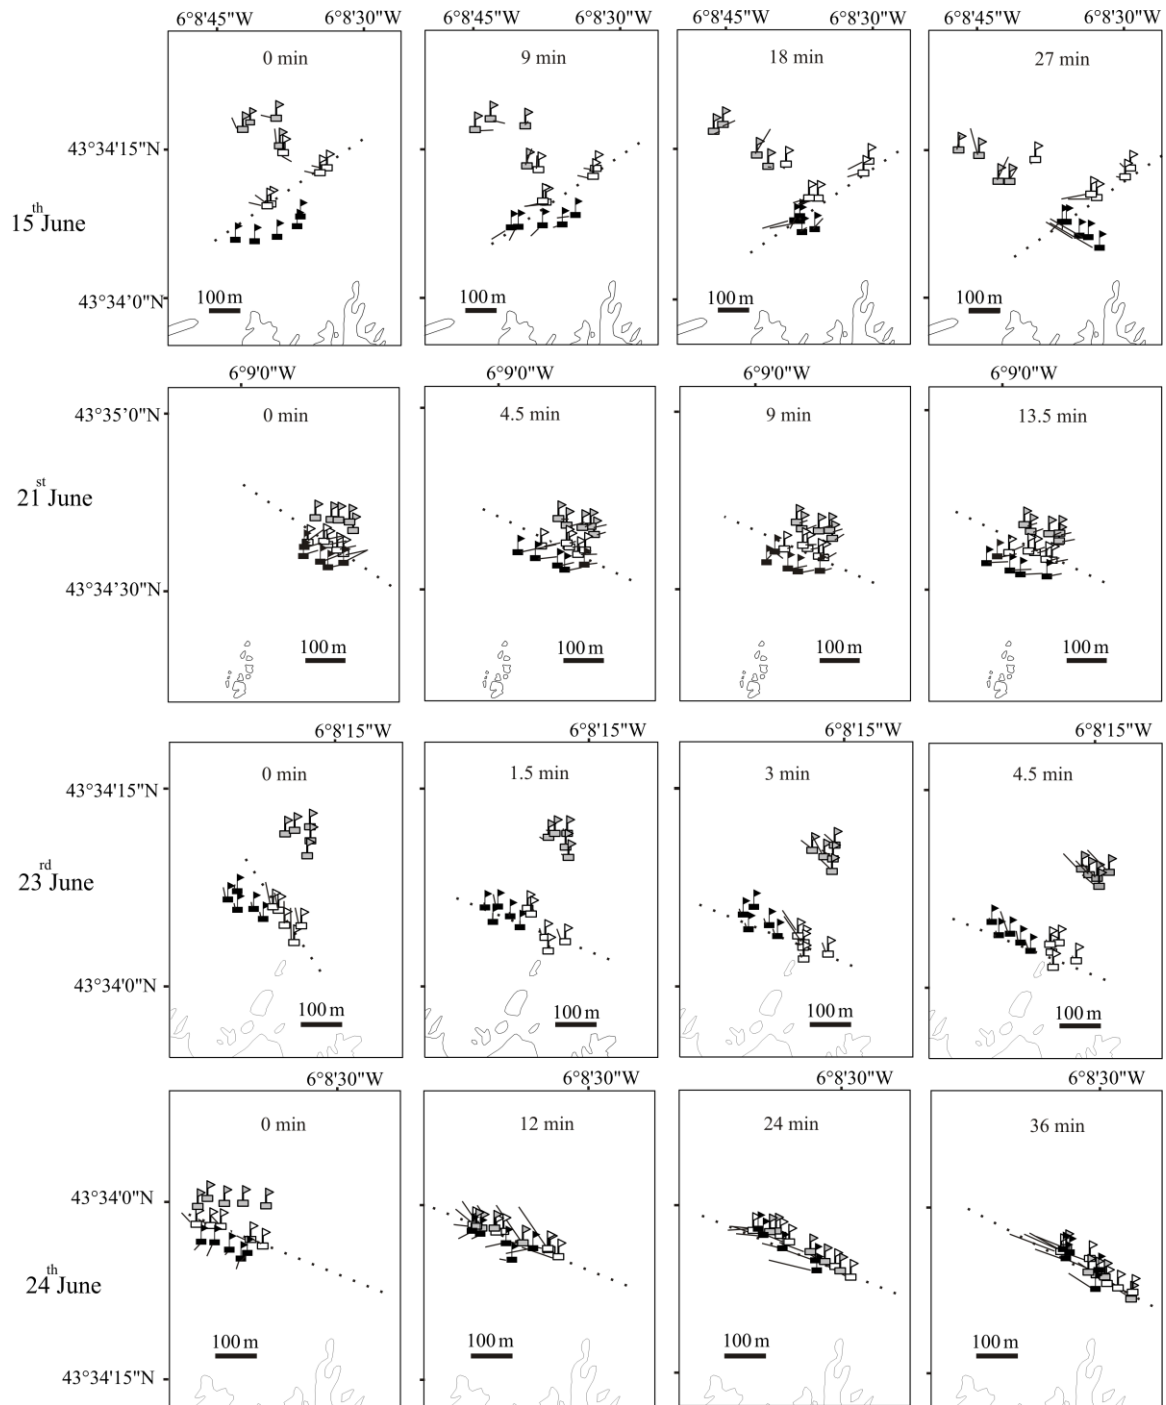 6°8'45"W 6°8'30"W 6°8'45"W 6°8'30"W 6°8'45"W 6°8'30"W 6°8'45"W 6°8'30"W
0 min 9 min 18 min 27 min
43°34'15"N
15th June
43°34'0"N
100 m 100 m 100 m 100 m
6°9'0"W 6°9'0"W 6°9'0"W 6°9'0"W
43°35'0"N
0 min 4.5 min 9 min 13.5 min
21st June
43°34'30"N
100 m 100 m 100 m 100 m
6°8'15"W 6°8'15"W 6°8'15"W 6°8'15"W
0 min 1.5 min 3 min 4.5 min
43°34'15"N
23rd June
43°34'0"N
100 m 100 m 100 m 100 m
6°8'30"W 6°8'30"W 6°8'30"W 6°8'30"W
0 min 12 min 24 min 36 min
43°34'0"N
24th June
100 m 100 m 100 m 100 m
43°34'15"N